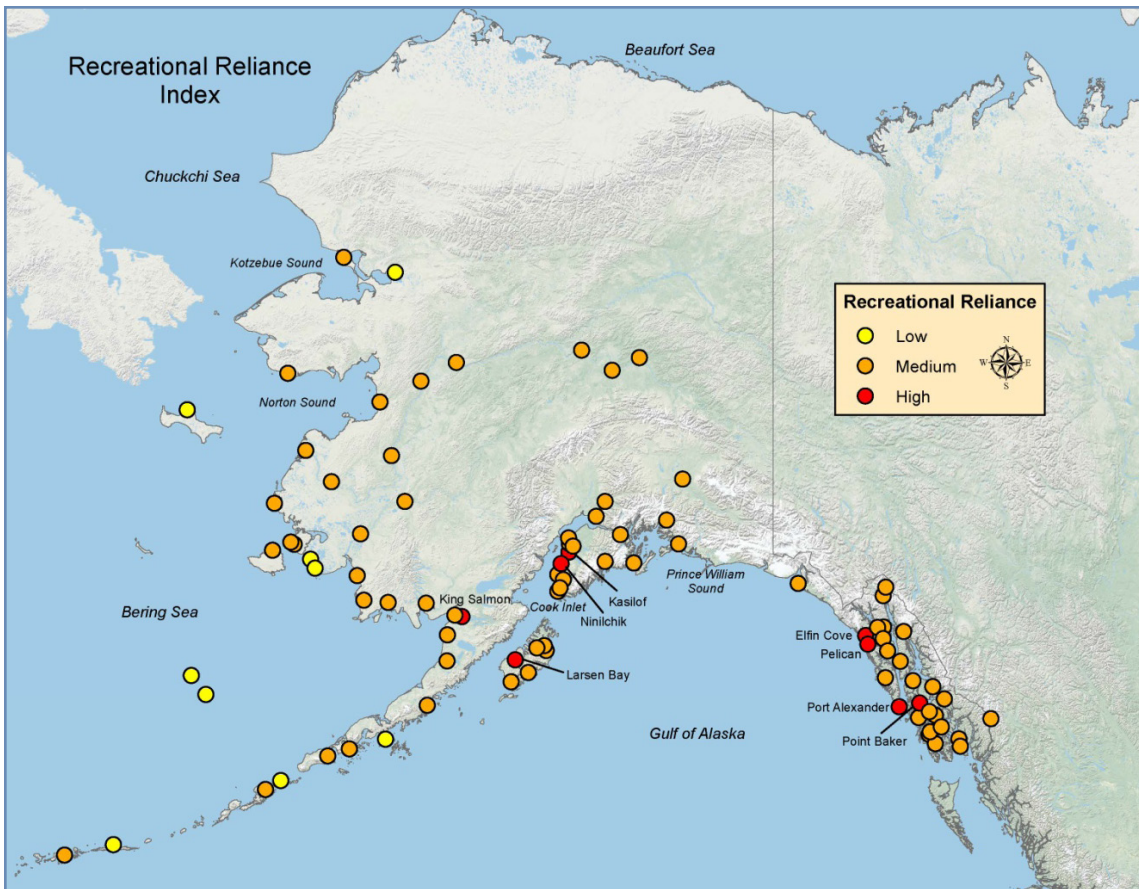 Beaufort Sea
Recreational Reliance
Index
Chuckchi Sea
Kotzebue Sound
Recreational Reliance
Low
Medium
High
N
W
E
S
Norton Sound
Bering Sea
King Salmon
Cook Inlet
Kasilof
Ninilchik
Prince William
Sound
Larsen Bay
Elfin Cove
Pelican
Port Alexander
Point Baker
Gulf of Alaska